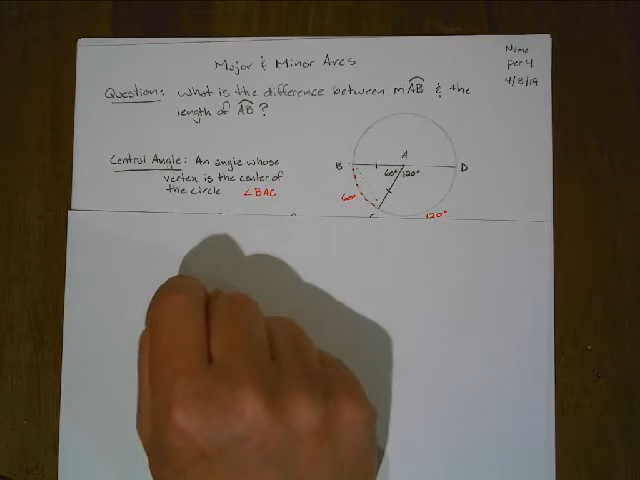 Major & Minor Arcs
Name
per 4
4/8/19
Question: What is the difference between m AB & the
length of AB ?
Central Angle: An angle whose
vertex is the center of
the circle ∠BAC
A
B
D
60° 120°
60°
120°